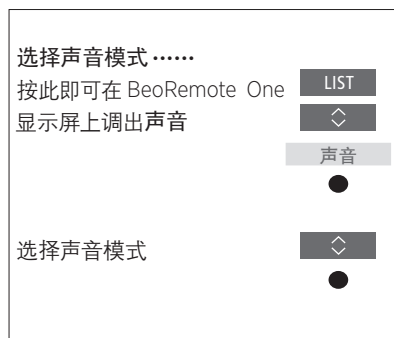 选择声音模式 ······
按此即可在 BeoRemote One
LIST
显示屏上调出声音
声音
选择声音模式